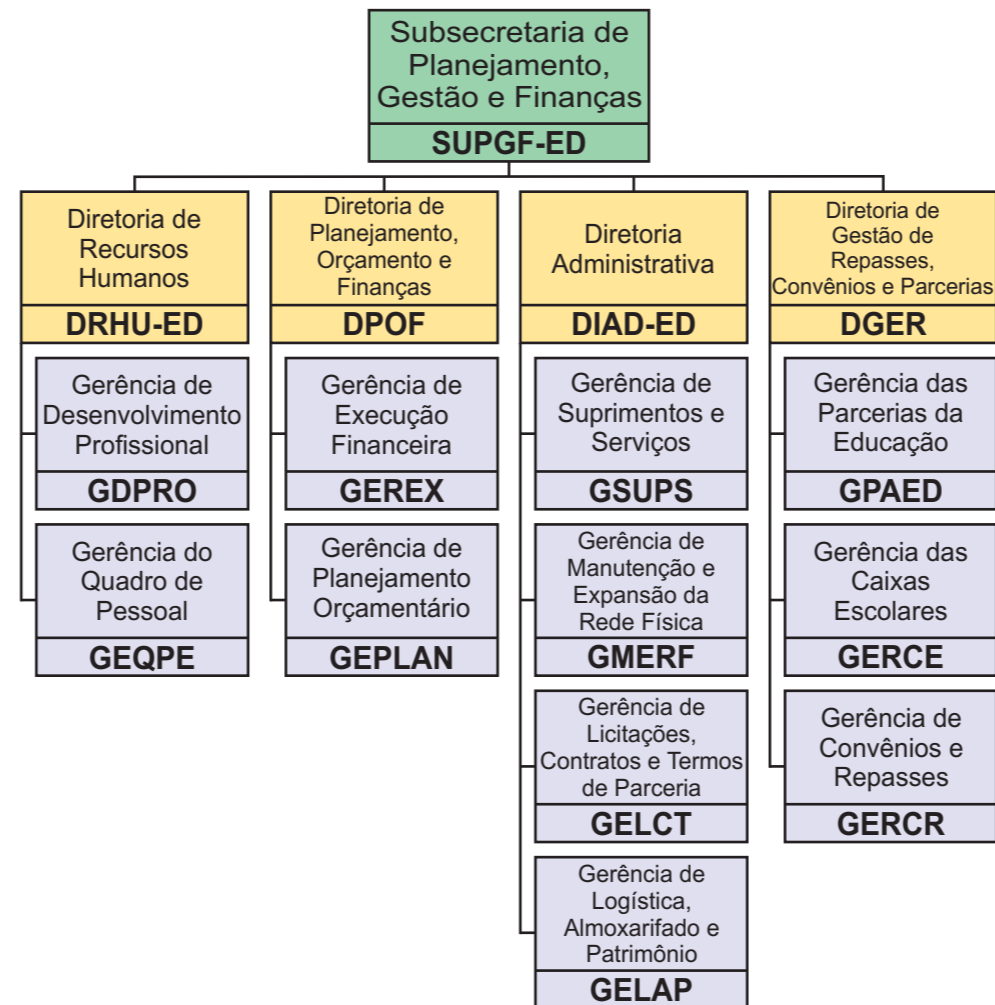 Subsecretaria de
Planejamento,
Gestão e Finanças
SUPGF-ED
Diretoria de
Recursos
Humanos
DRHU-ED
Gerência de
Desenvolvimento
Profissional
GDPRO
Gerência do
Quadro de
Pessoal
GEQPE
Diretoria de
Planejamento,
Orçamento e
Finanças
DPOF
Gerência de
Execução
Financeira
GEREX
Gerência de
Planejamento
Orçamentário
GEPLAN
Diretoria
Administrativa
DIAD-ED
Gerência de
Suprimentos e
Serviços
GSUPS
Gerência de
Manutenção e
Expansão da
Rede Física
GMERF
Gerência de
Licitações,
Contratos e Termos
de Parceria
GELCT
Gerência de
Logística,
Almoxarifado e
Patrimônio
GELAP
Diretoria de
Gestão de
Repasses,
Convênios e Parcerias
DGER
Gerência das
Parcerias da
Educação
GPAED
Gerência das
Caixas
Escolares
GERCE
Gerência de
Convênios e
Repasses
GERCR